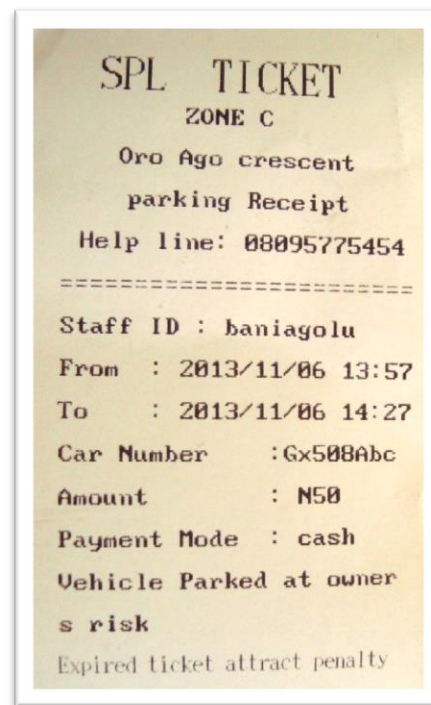 SPL TICKET
ZONE C
Oro Ago crescent
parking Receipt
Help line: 08095775454
========================
Staff ID : baniagolu
From : 2013/11/06 13:57
To : 2013/11/06 14:27
Car Number :Gx508Abc
Amount : N50
Payment Mode : cash
Vehicle Parked at owner
s risk
Expired ticket attract penalty